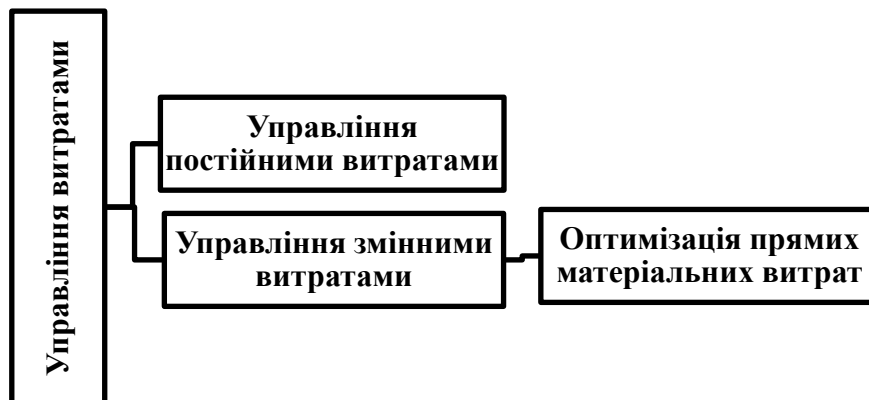 Управління витратами
Управління
постійними витратами
Управління змінними
витратами
Оптимізація прямих
матеріальних витрат